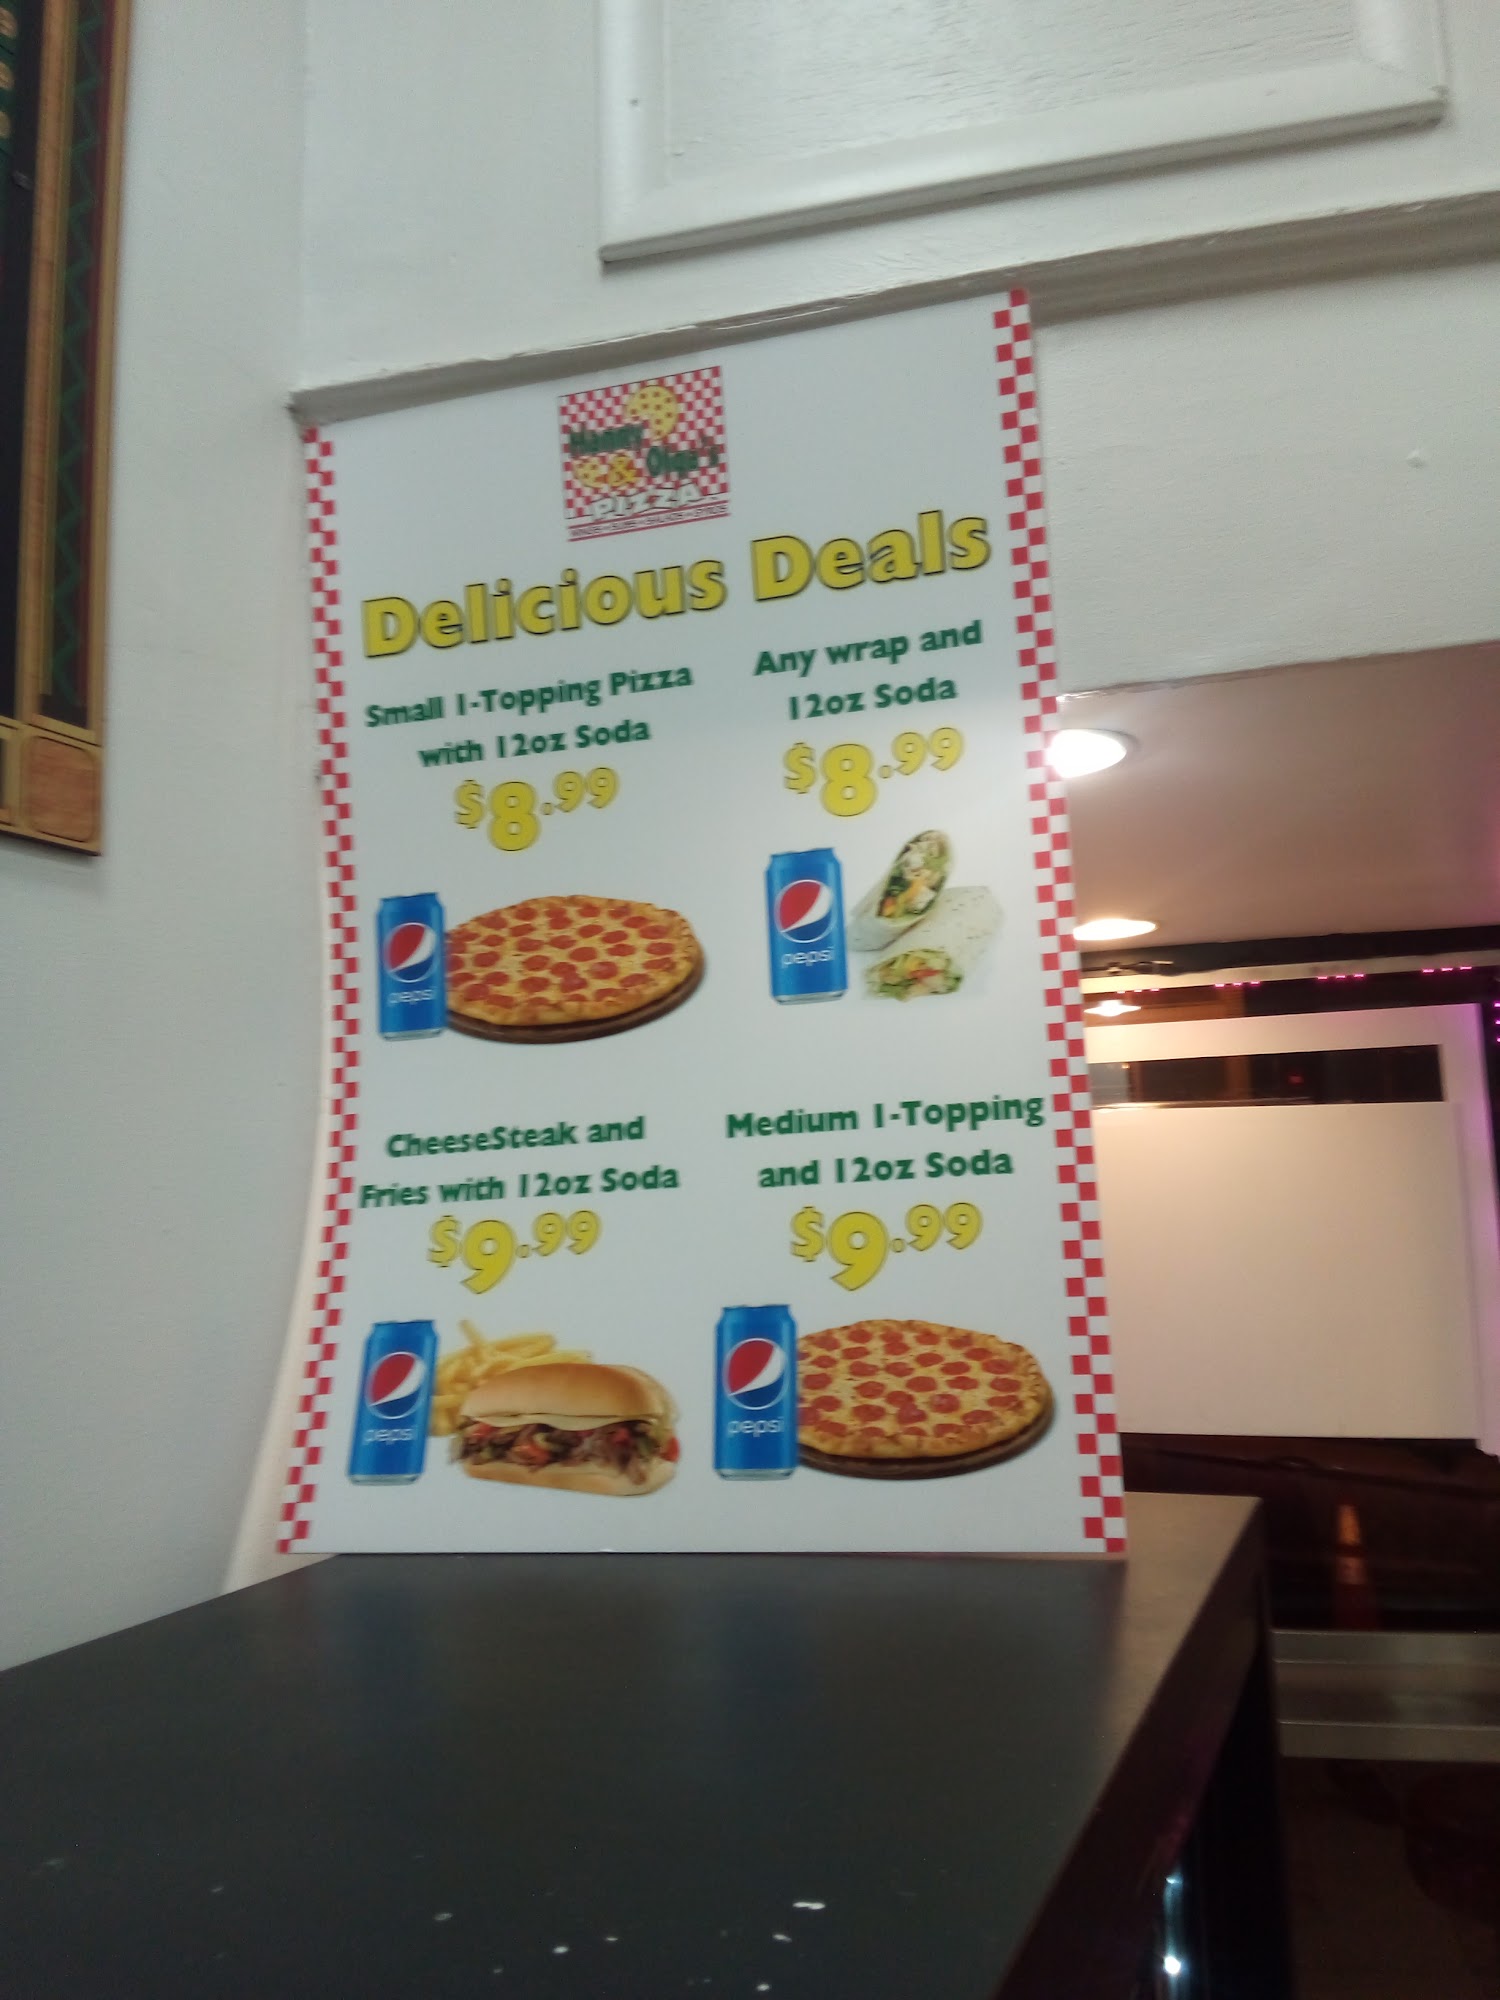 Manny
& Olga's
PIZZA
Delicious Deals
Small 1-Topping Pizza
with 12oz Soda
$8.99
Any wrap and
12oz Soda
$8.99
pepsi
pepsi
CheeseSteak and
Fries with 12oz Soda
$9.99
Medium 1-Topping
and 12oz Soda
$9.99
pepsi
pepsi